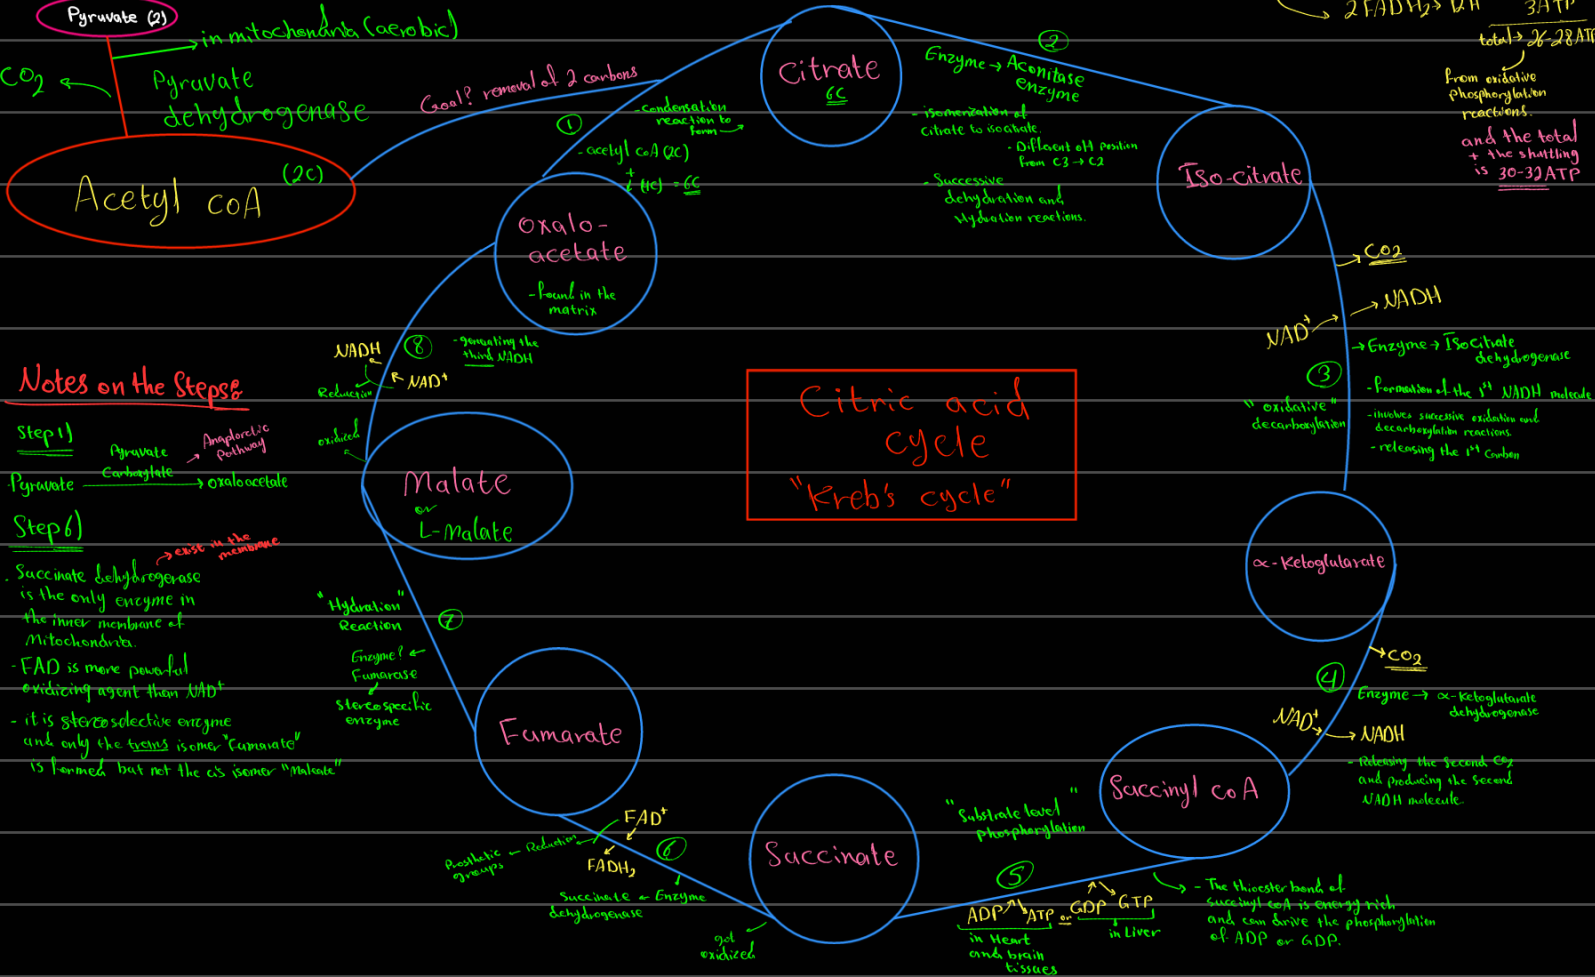 Pyruvate (2)
in mitochondria (aerobic)
CO2
Pyruvate
dehydrogenase
Acetyl coA
(2C)
Goal? removal of 2 carbons
①
-condensation
reaction to
form
-acetyl coA (2C)
+
(4C) = 6C
Citrate
6C
②
Enzyme → Aconitase
enzyme
- isomerization of
citrate to isocitrate.
- Different OH position
from C3 → C2
- Successive
dehydration and
Hydration reactions.
2 FADH2 →
3ATP
total → 26-28 ATP
from oxidative
phosphorylation
reactions.
and the total
+ the shuttling
is 30-32 ATP
Iso-citrate
CO2
NADH
NAD+
③
"oxidative"
decarboxylation
→ Enzyme → Isocitrate
dehydrogenase
- Formation of the 1st NADH molecule
- involves successive oxidation and
decarboxylation reactions.
- releasing the 1st Carbon
α-Ketoglutarate
CO2
④
Enzyme → α-Ketoglutarate
dehydrogenase
NAD+
NADH
- Releasing the second CO2
and producing the second
NADH molecule.
Succinyl coA
"Substrate level"
phosphorylation
⑤
ADP ATP or GDP GTP
in Heart
and brain
tissues
in Liver
- The thioester bond of
succinyl coA is energy rich
and can drive the phosphorylation
of ADP or GDP.
Succinate
got
oxidized
⑥
FAD+
FADH2
Prosthetic
groups
← Reduction
Succinate ← Enzyme
dehydrogenase
Fumarate
⑦
"Hydration"
Reaction
Enzyme? ←
Fumarase
Stereospecific
enzyme
Malate
or
L-Malate
oxidized
⑧
NADH
NAD+
Reduction
-generating the
third NADH
Oxalo-
acetate
- found in the
matrix
Citric acid
cycle
"Kreb's cycle"
Notes on the Steps:
Step 1)
Pyruvate
Pyruvate
Carboxylate
Anaploretic
Pathway
oxaloacetate
Step 6)
exist in the
membrane
. Succinate dehydrogenase
is the only enzyme in
the inner membrane of
Mitochondria.
- FAD is more powerful
oxidizing agent than NAD+
- it is stereoselective enzyme
and only the trans isomer "Fumarate"
is formed but not the cis isomer "Maleate"